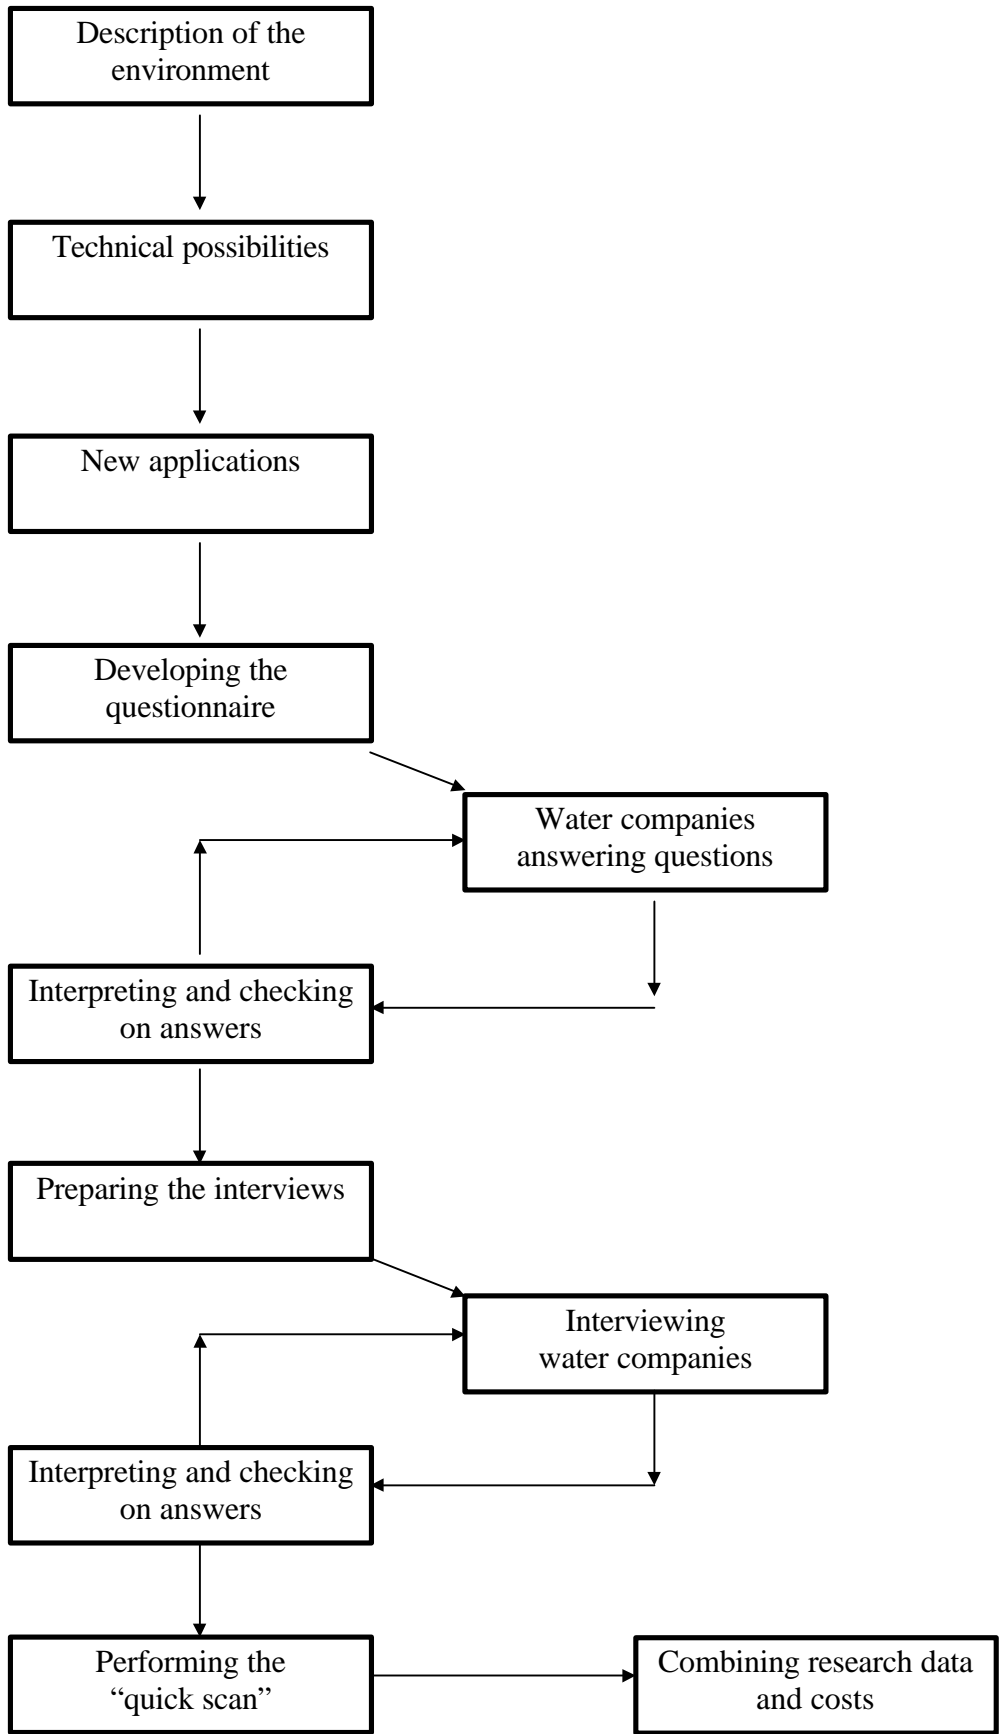 Description of the
environment
Technical possibilities
New applications
Developing the
questionnaire
Water companies
answering questions
Interpreting and checking
on answers
Preparing the interviews
Interviewing
water companies
Interpreting and checking
on answers
Performing the
“quick scan”
Combining research data
and costs